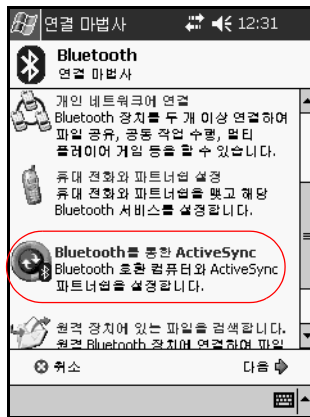 연결 마법사 12:31
Bluetooth
연결 마법사
개인 네트워크에 연결
Bluetooth 장치를 두 개 이상 연결하여
파일 공유, 공동 작업 수행, 멀티
플레이어 게임 등을 할 수 있습니다.
휴대 전화와 파트너쉽 설정
휴대 전화와 파트너쉽을 맺고 해당
Bluetooth 서비스를 설정합니다.
Bluetooth를 통한 ActiveSync
Bluetooth 호환 컴퓨터와 ActiveSync
파트너쉽을 설정합니다.
원격 장치에 있는 파일을 검색합니다.
원격 Bluetooth 장치에 연결하여 파일
취소 다음